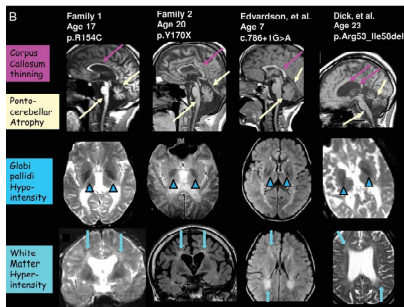 B
Family 1
Age 17
p.R154C
Family 2
Age 20
p.Y170X
Edvardson, et al.
Age 7
c.786+1G>A
Dick, et al.
Age 23
p.Arg53_Ile58del
Corpus
Callosum
thinning
Ponto-
cerebellar
Atrophy
Globi
pallidi
Hypo-
intensity
White
Matter
Hyper-
intensity